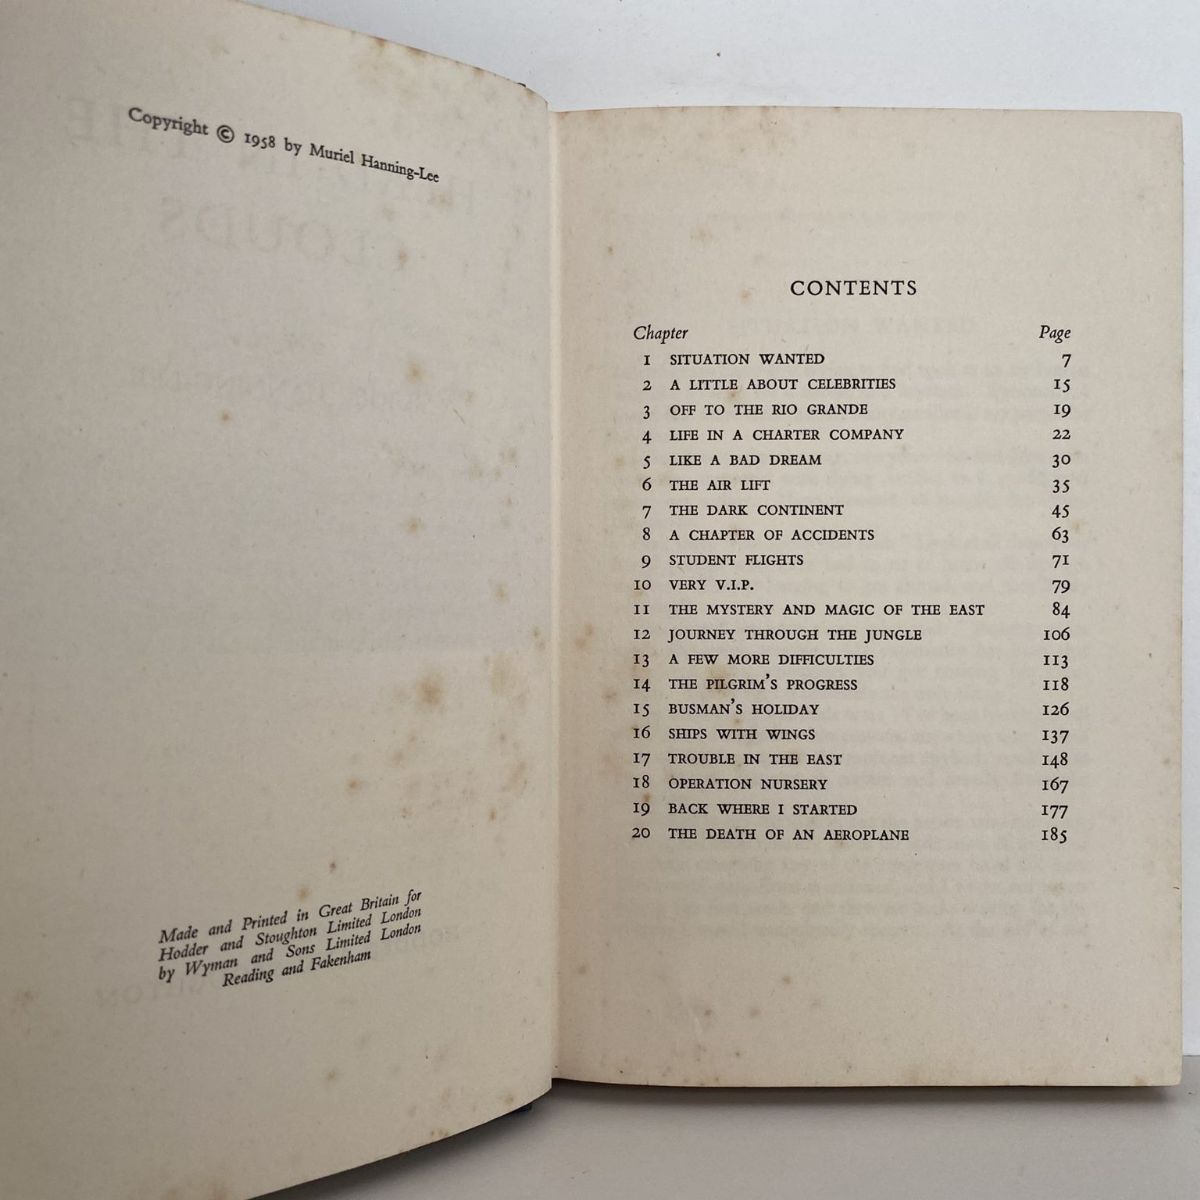 Copyright © 1958 by Muriel Hanning-Lee
Made and Printed in Great Britain for
Hodder and Stoughton Limited London
by Wyman and Sons Limited London
Reading and Fakenham
CONTENTS
Chapter Page
1 SITUATION WANTED 7
2 A LITTLE ABOUT CELEBRITIES 15
3 OFF TO THE RIO GRANDE 19
4 LIFE IN A CHARTER COMPANY 22
5 LIKE A BAD DREAM 30
6 THE AIR LIFT 35
7 THE DARK CONTINENT 45
8 A CHAPTER OF ACCIDENTS 63
9 STUDENT FLIGHTS 71
10 VERY V.I.P. 79
11 THE MYSTERY AND MAGIC OF THE EAST 84
12 JOURNEY THROUGH THE JUNGLE 106
13 A FEW MORE DIFFICULTIES 113
14 THE PILGRIM'S PROGRESS 118
15 BUSMAN'S HOLIDAY 126
16 SHIPS WITH WINGS 137
17 TROUBLE IN THE EAST 148
18 OPERATION NURSERY 167
19 BACK WHERE I STARTED 177
20 THE DEATH OF AN AEROPLANE 185